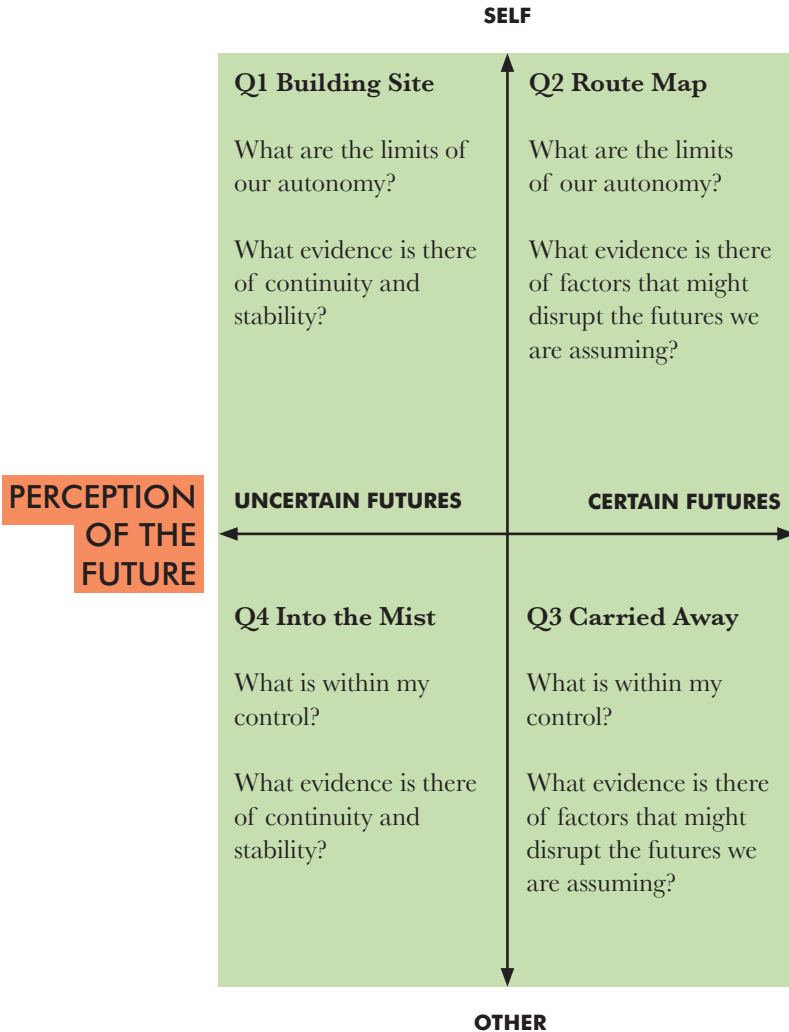 SELF
Q1 Building Site
What are the limits of
our autonomy?
What evidence is there
of continuity and
stability?
Q2 Route Map
What are the limits
of our autonomy?
What evidence is there
of factors that might
disrupt the futures we
are assuming?
PERCEPTION
OF THE
FUTURE
UNCERTAIN FUTURES
CERTAIN FUTURES
Q4 Into the Mist
What is within my
control?
What evidence is there
of continuity and
stability?
Q3 Carried Away
What is within my
control?
What evidence is there
of factors that might
disrupt the futures we
are assuming?
OTHER